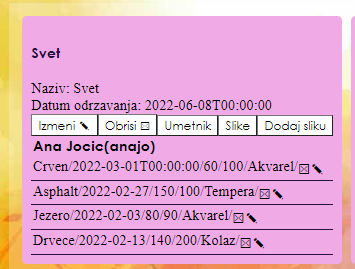 Svet
Naziv: Svet
Datum odrzavanja: 2022-06-08T00:00:00
Izmeni Obrisi Umetnik Slike Dodaj sliku
Ana Jocic(anajo)
Crven/2022-03-01T00:00:00/60/100/Akvarel/
Asphalt/2022-02-27/150/100/Tempera/
Jezero/2022-02-03/80/90/Akvarel/
Drvece/2022-02-13/140/200/Kolaz/